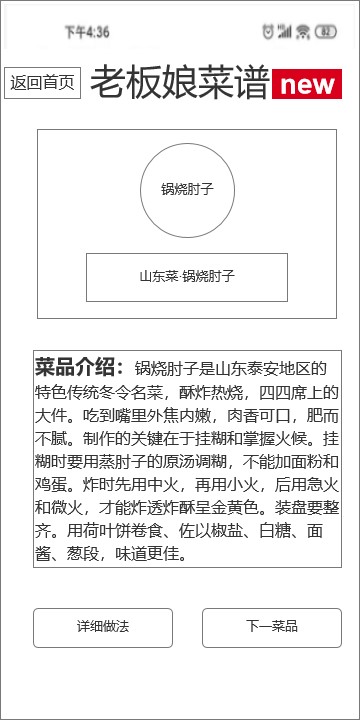 下午4:36
82
返回首页
老板娘菜谱 new
锅烧肘子
山东菜·锅烧肘子
菜品介绍：锅烧肘子是山东泰安地区的
特色传统冬令名菜，酥炸热烧，四四席上的
大件。吃到嘴里外焦内嫩，肉香可口，肥而
不腻。制作的关键在于挂糊和掌握火候。挂
糊时要用蒸肘子的原汤调糊，不能加面粉和
鸡蛋。炸时先用中火，再用小火，后用急火
和微火，才能炸透炸酥呈金黄色。装盘要整
齐。用荷叶饼卷食、佐以椒盐、白糖、面
酱、葱段，味道更佳。
详细做法
下一菜品